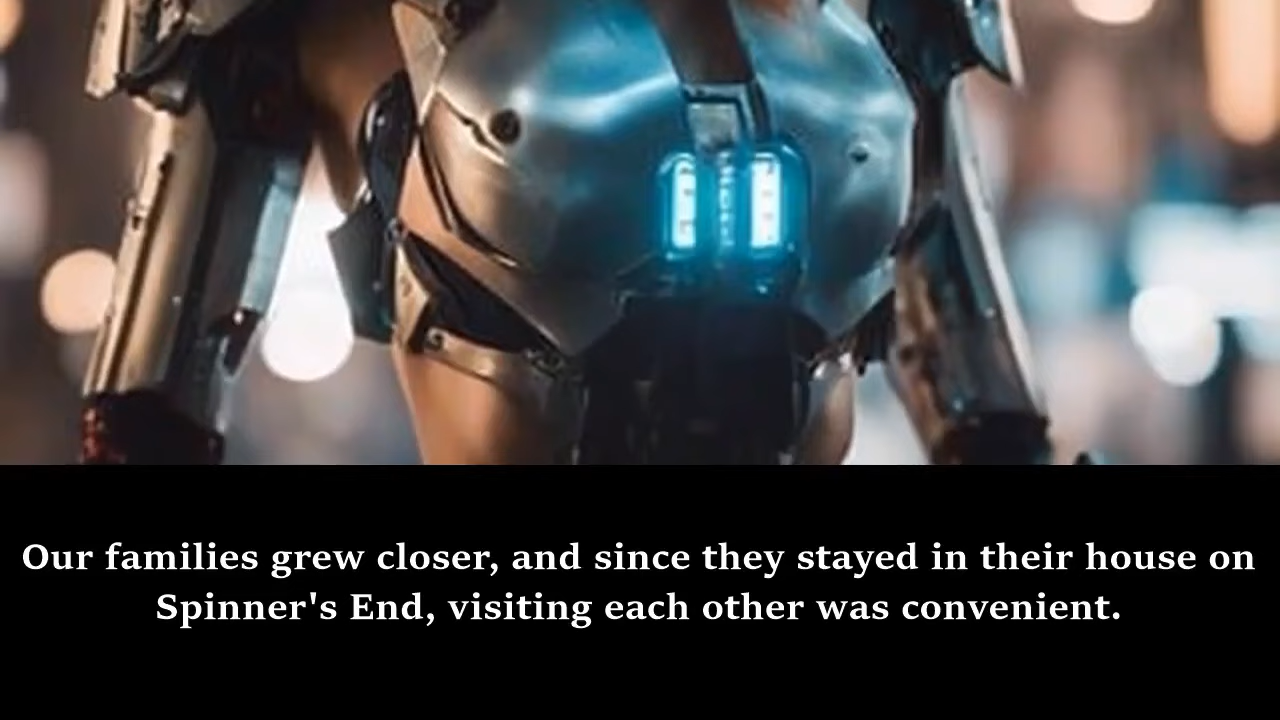 Our families grew closer, and since they stayed in their house on
Spinner's End, visiting each other was convenient.